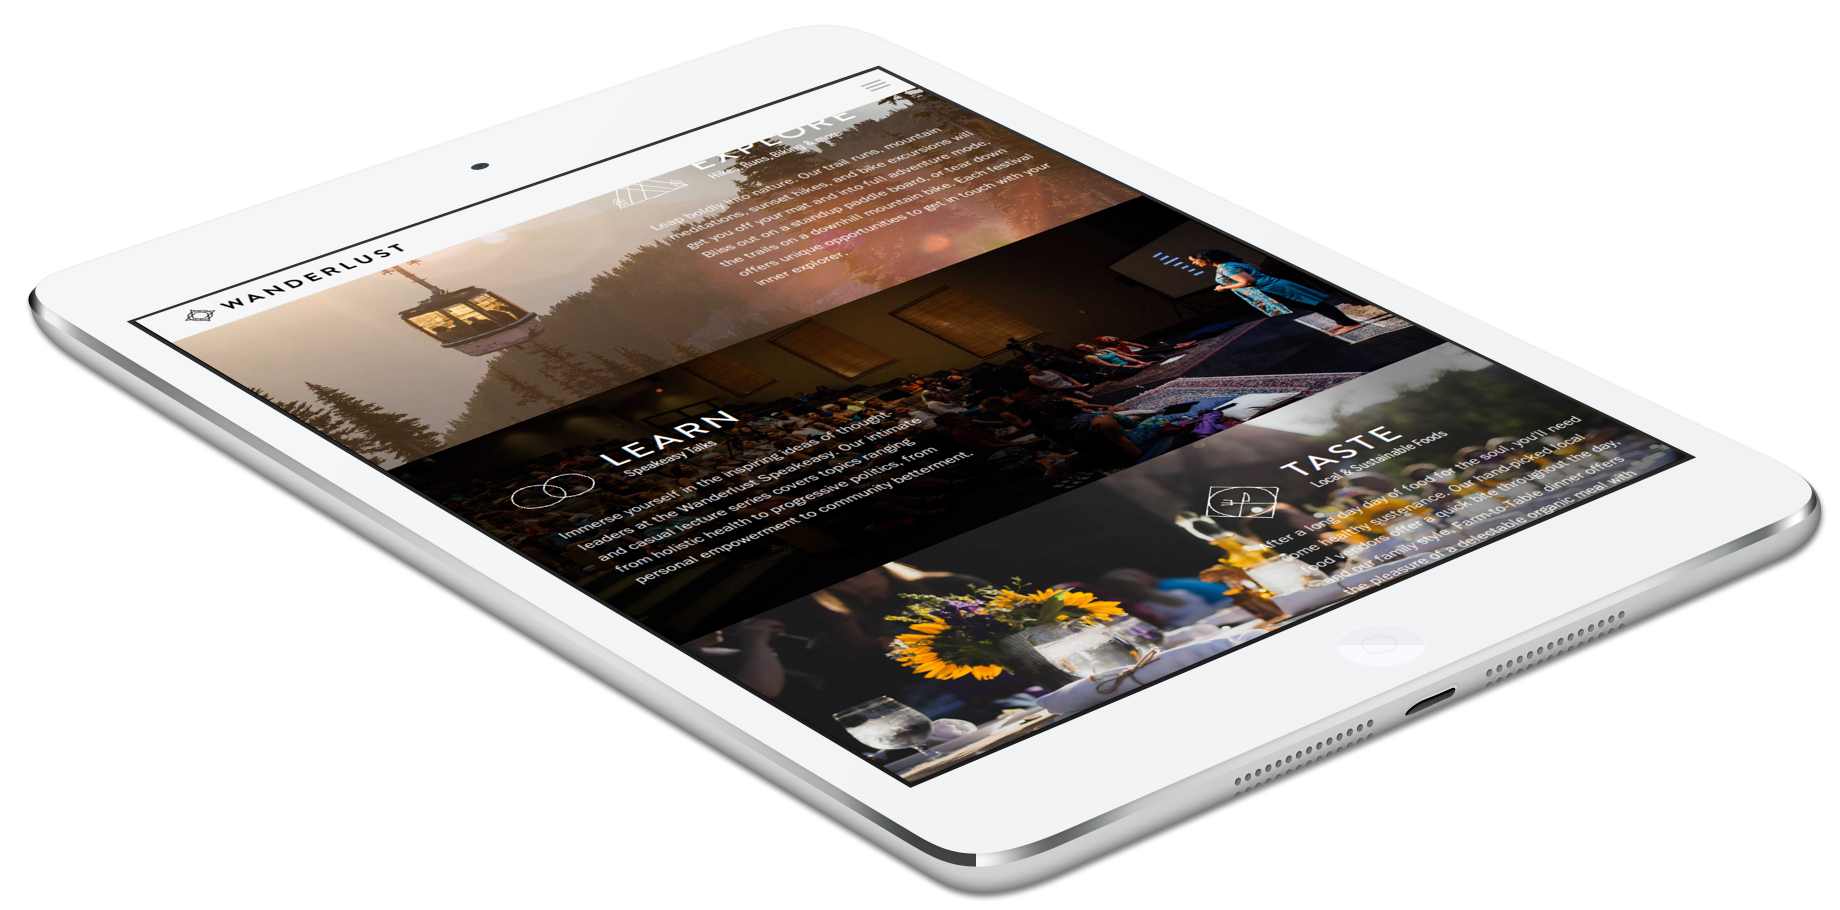 WANDERLUST
EXPLORE
Hikes, Runs, Biking & more
Leap boldly into nature. Our trail runs, mountain
meditations, sunset hikes, and bike excursions will
get you off your mat and into full adventure mode.
Bliss out on a standup paddle board, or tear down
the trails on a downhill mountain bike. Each festival
offers unique opportunities to get in touch with your
inner explorer.
LEARN
Speakeasy Talks
Immerse yourself in the inspiring ideas of thought-
leaders at the Wanderlust Speakeasy. Our intimate
and casual lecture series covers topics ranging
from holistic health to progressive politics, from
personal empowerment to community betterment.
TASTE
Local & Sustainable Foods
After a long day day of food for the soul, you'll need
some healthy sustenance. Our hand-picked local
food vendors offer a quick bite throughout the day,
and our family style, Farm-to-Table dinner offers
the pleasure of a delectable organic meal with